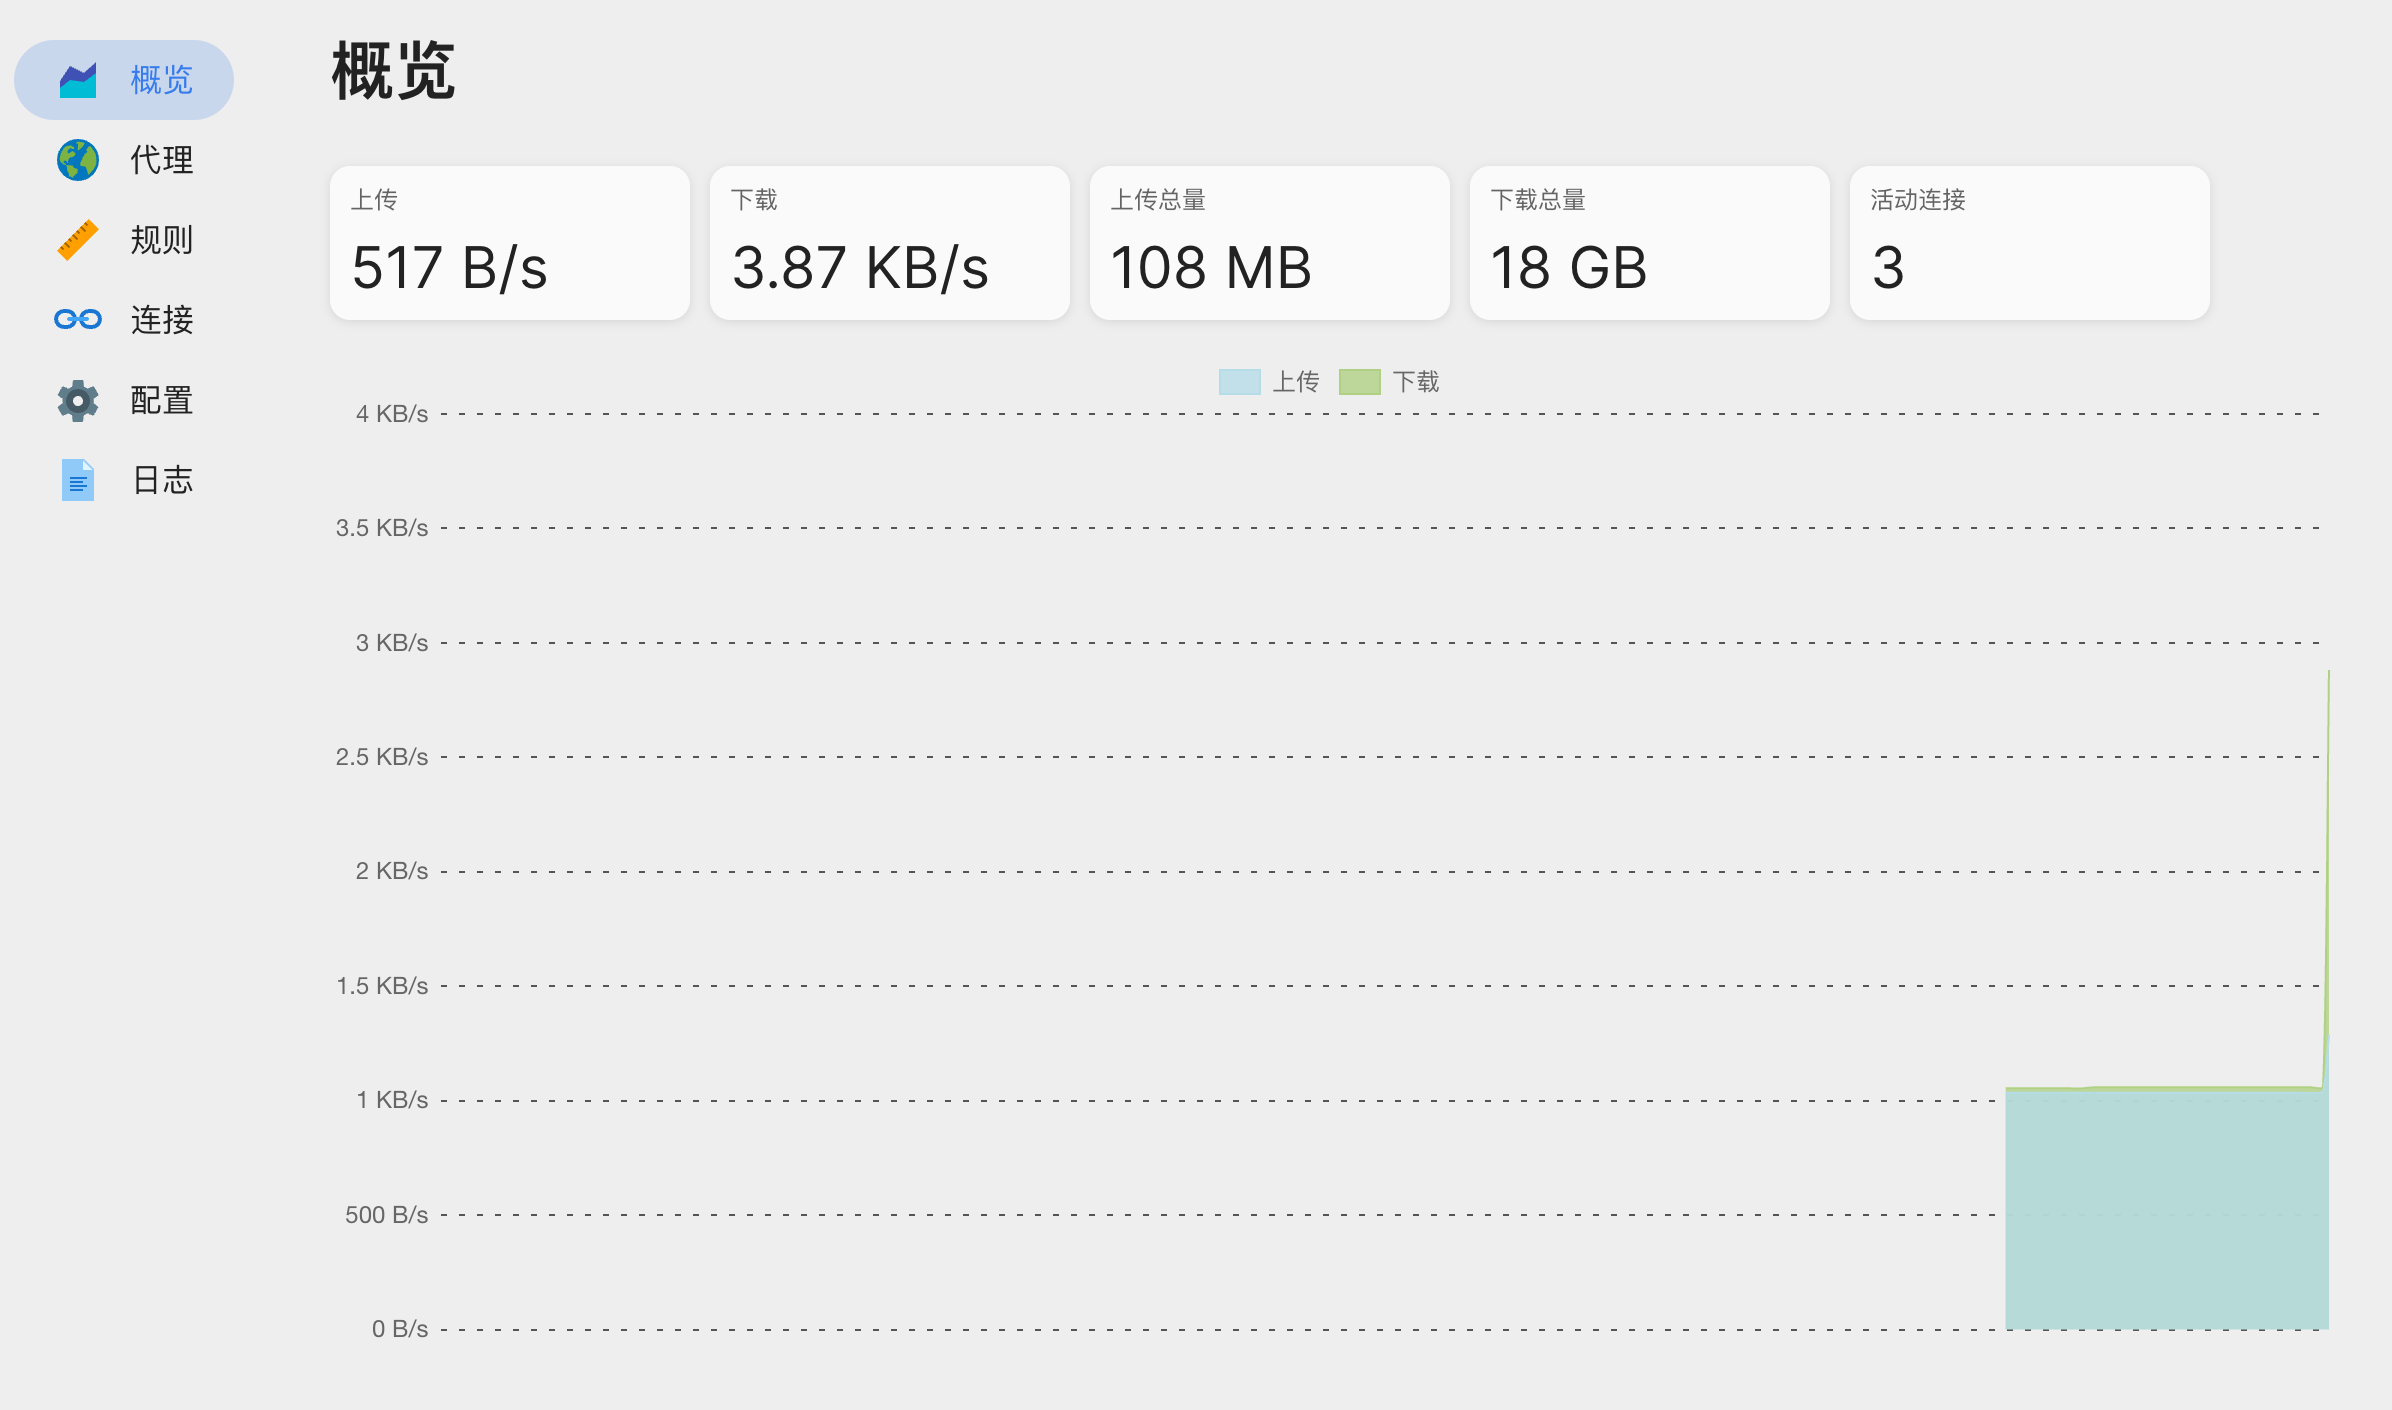 概览
代理
规则
连接
配置
日志
概览
上传
517 B/s
下载
3.87 KB/s
上传总量
108 MB
下载总量
18 GB
活动连接
3
上传 下载
4 KB/s
3.5 KB/s
3 KB/s
2.5 KB/s
2 KB/s
1.5 KB/s
1 KB/s
500 B/s
0 B/s